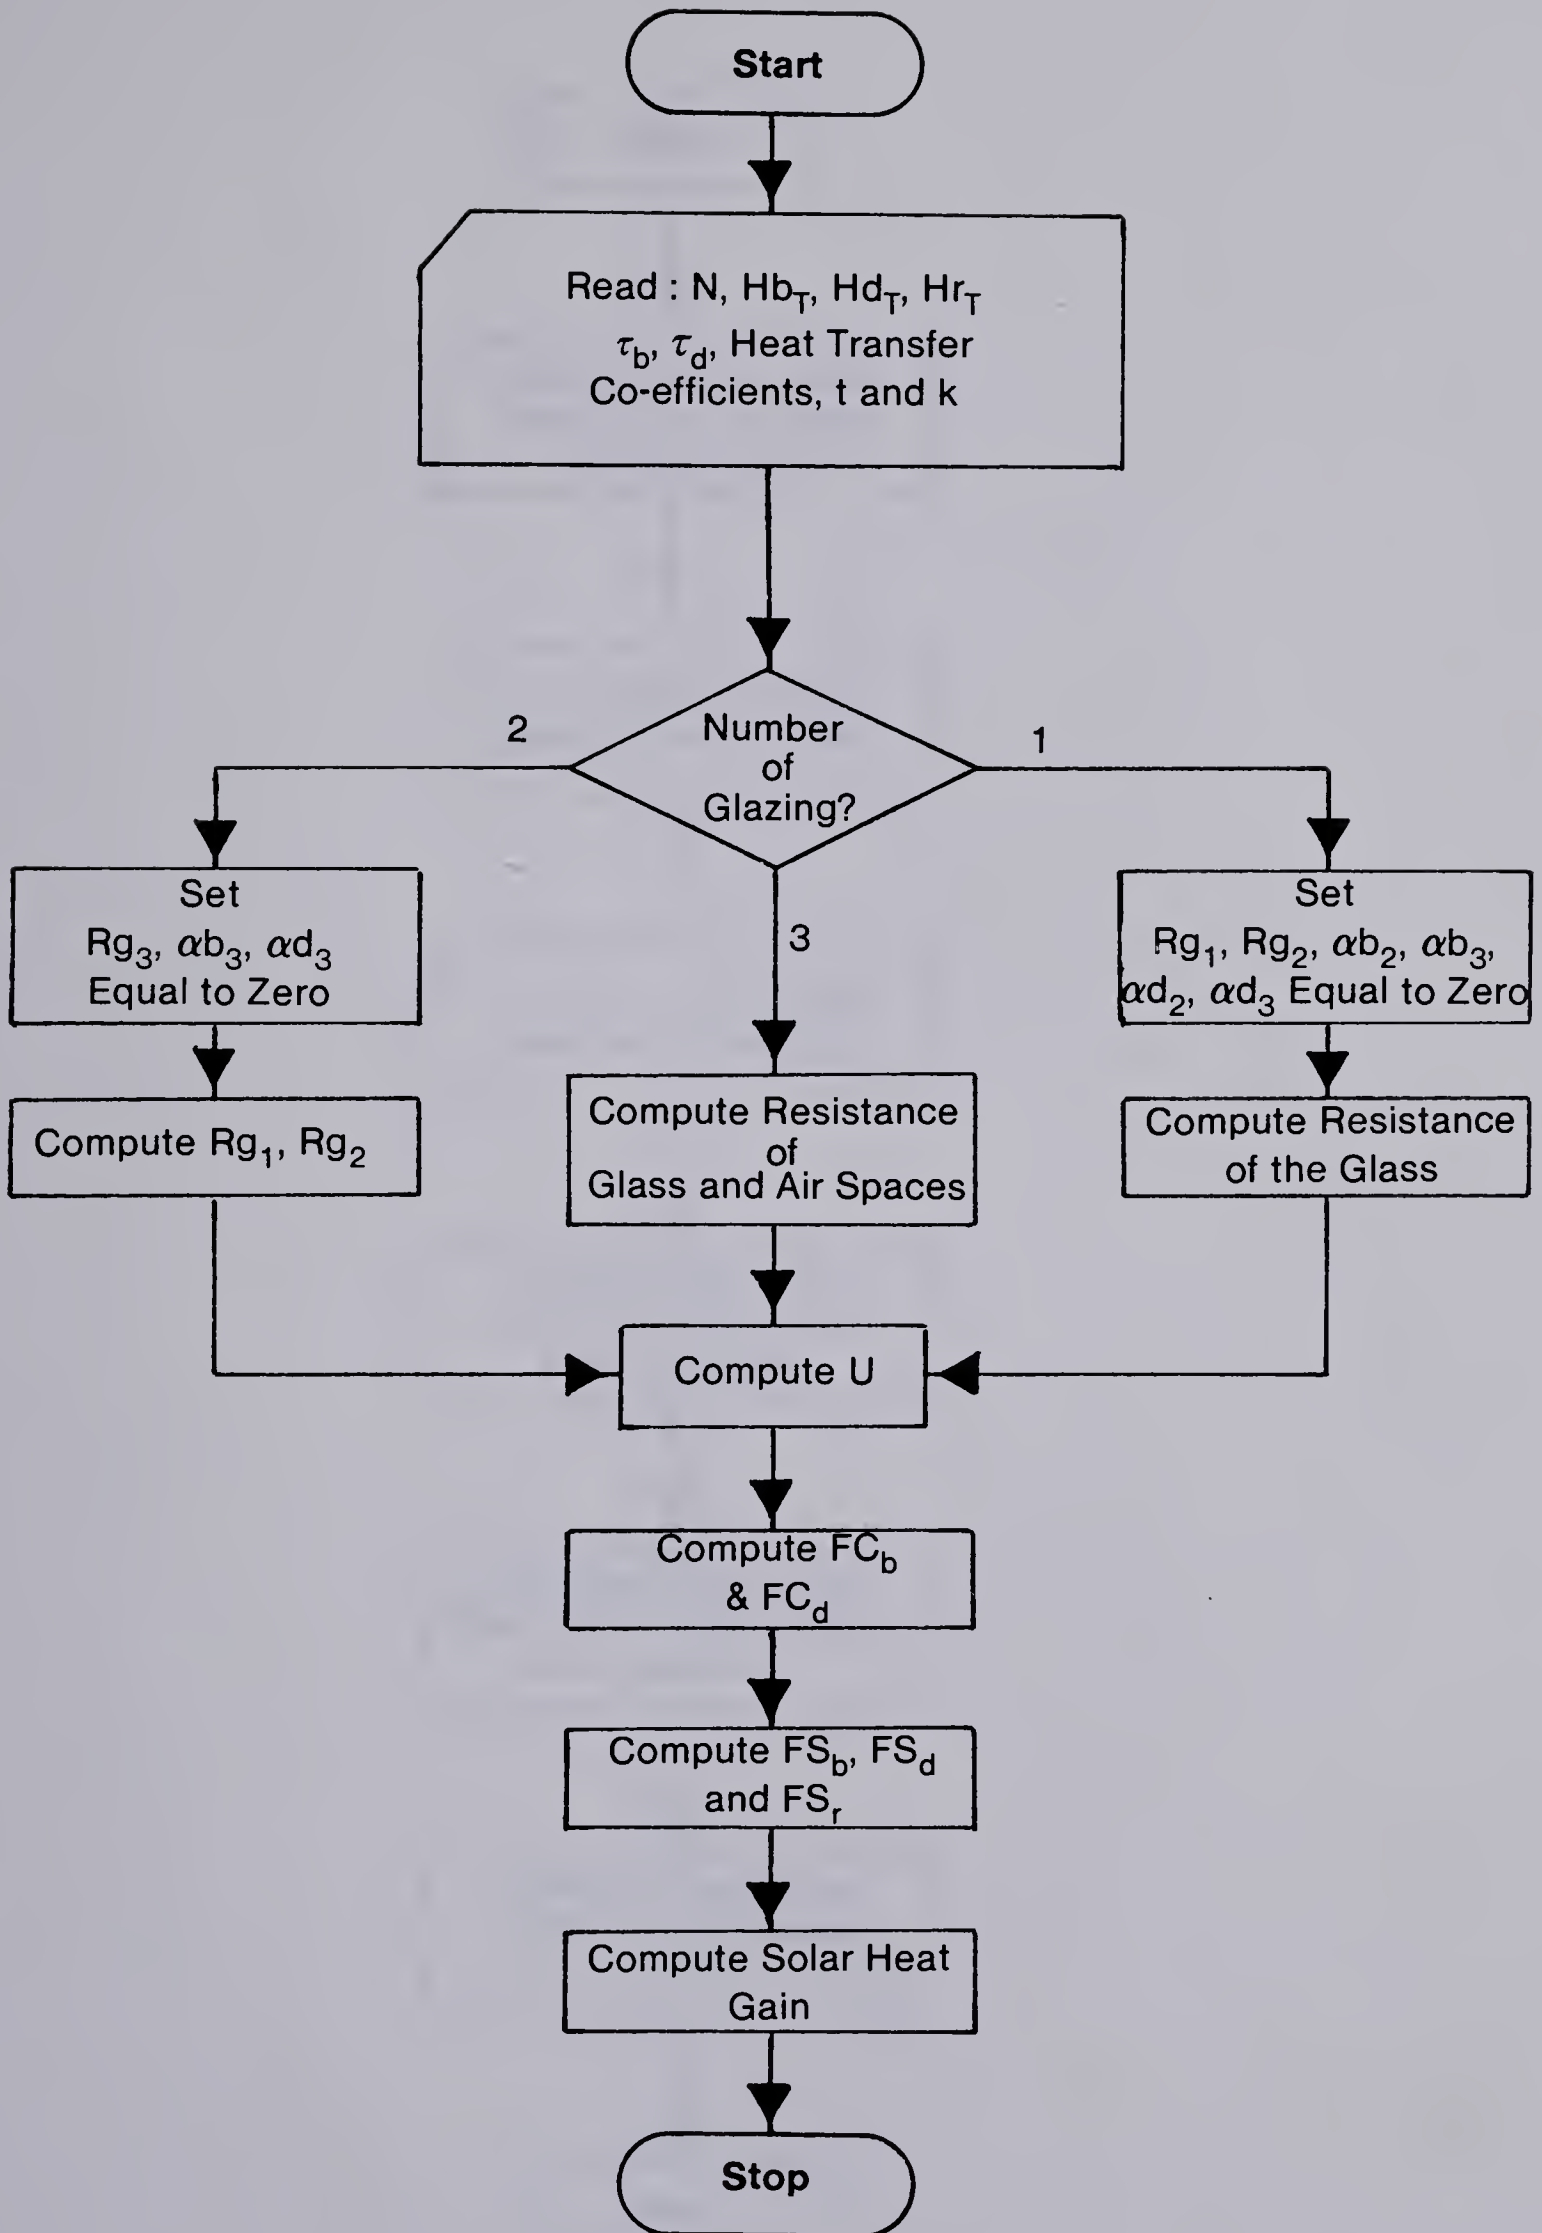 Start
Read : N, Hb_T, Hd_T, Hr_T
τ_b, τ_d, Heat Transfer
Co-efficients, t and k
Number
of
Glazing?
2
1
3
Set
Rg_3, αb_3, αd_3
Equal to Zero
Compute Rg_1, Rg_2
Compute Resistance
of
Glass and Air Spaces
Set
Rg_1, Rg_2, αb_2, αb_3,
αd_2, αd_3 Equal to Zero
Compute Resistance
of the Glass
Compute U
Compute FC_b
& FC_d
Compute FS_b, FS_d
and FS_r
Compute Solar Heat
Gain
Stop